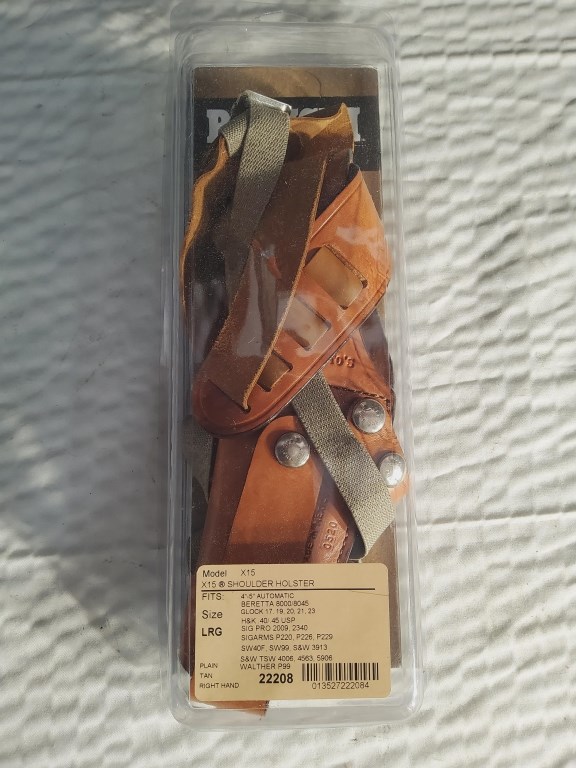 Model X15
X15 ® SHOULDER HOLSTER
FITS: 4"-5" AUTOMATIC
BERETTA 8000/8045
Size GLOCK 17, 19, 20, 21, 23
H&K .40/.45 USP
LRG SIG PRO 2009, 2340
SIGARMS P220, P226, P229
SW40F, SW99, S&W 3913
S&W TSW 4006, 4563, 5906
PLAIN WALTHER P99
TAN
RIGHT HAND 22208 013527222084
0520